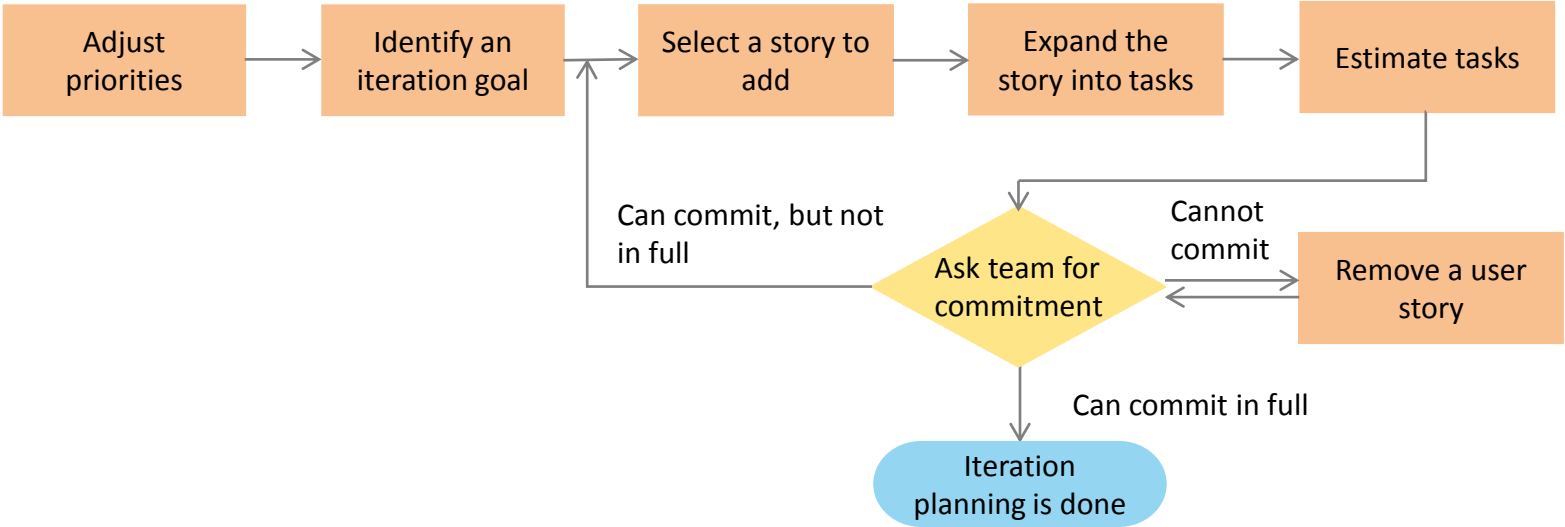 Adjust
priorities
Identify an
iteration goal
Select a story to
add
Expand the
story into tasks
Estimate tasks
Can commit, but not
in full
Cannot
commit
Ask team for
commitment
Remove a user
story
Can commit in full
Iteration
planning is done